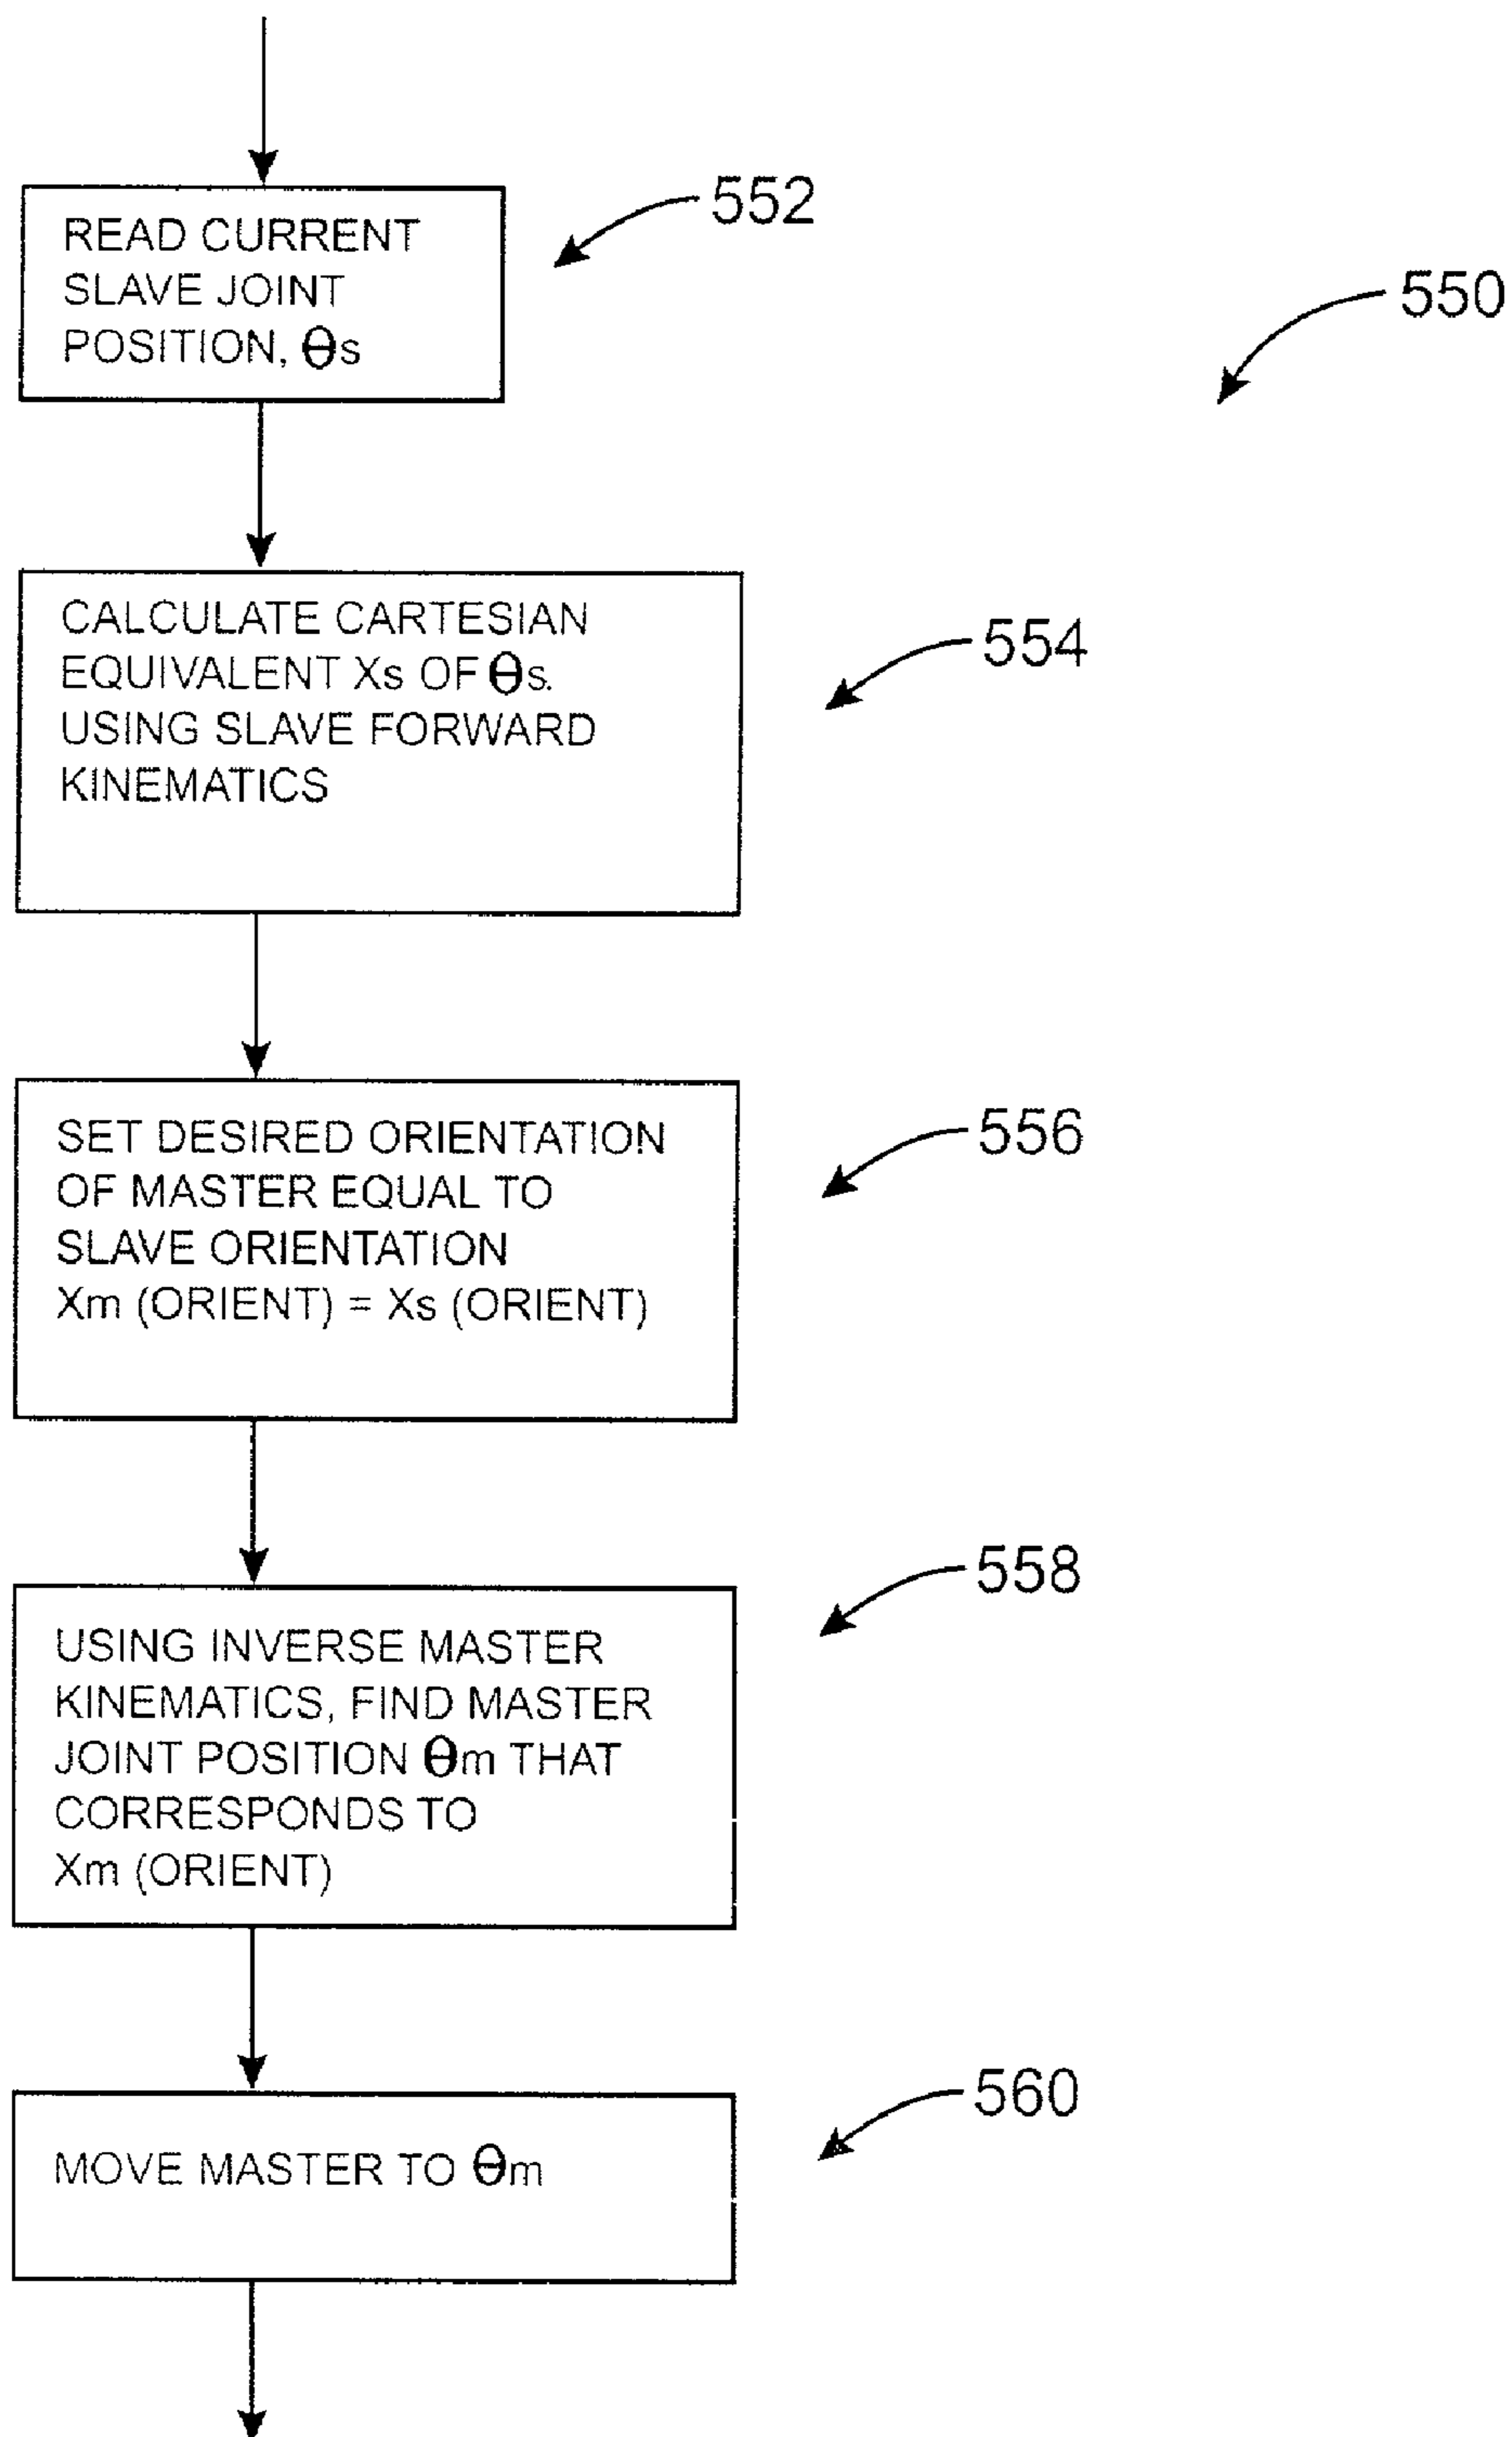 READ CURRENT
SLAVE JOINT
POSITION, θs
552
550
CALCULATE CARTESIAN
EQUIVALENT Xs OF θs.
USING SLAVE FORWARD
KINEMATICS
554
SET DESIRED ORIENTATION
OF MASTER EQUAL TO
SLAVE ORIENTATION
Xm (ORIENT) = Xs (ORIENT)
556
USING INVERSE MASTER
KINEMATICS, FIND MASTER
JOINT POSITION θm THAT
CORRESPONDS TO
Xm (ORIENT)
558
MOVE MASTER TO θm
560